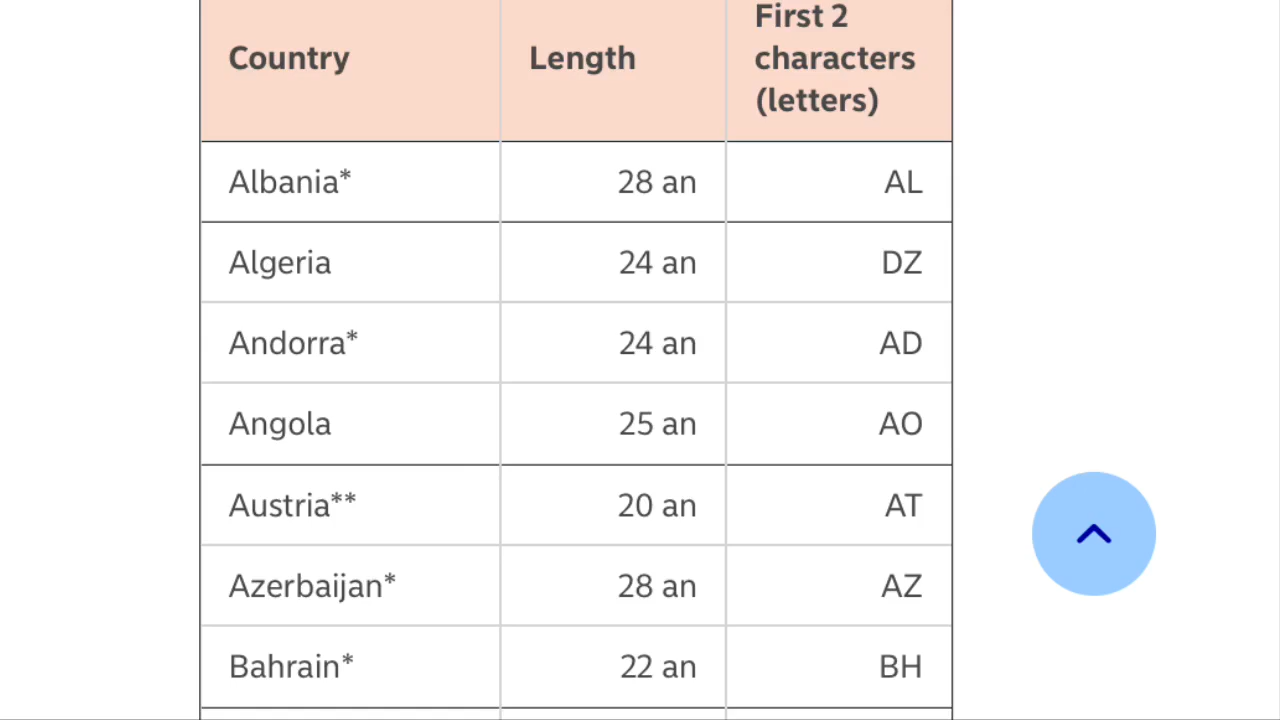 Country Length First 2 characters (letters)
Albania* 28 an AL
Algeria 24 an DZ
Andorra* 24 an AD
Angola 25 an AO
Austria** 20 an AT
Azerbaijan* 28 an AZ
Bahrain* 22 an BH